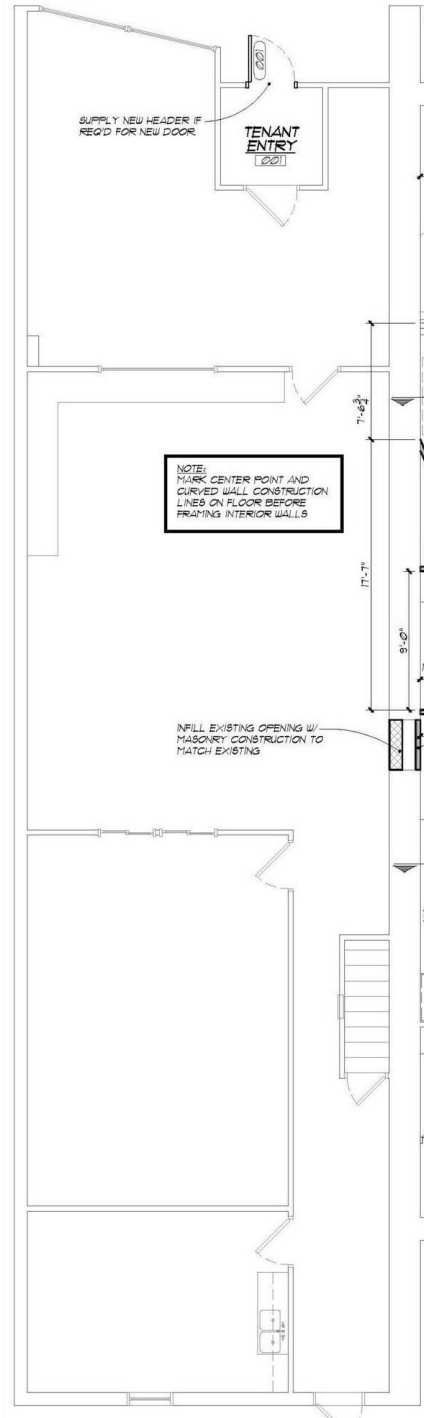 001
SUPPLY NEW HEADER IF
REQ'D FOR NEW DOOR
TENANT
ENTRY
001
7'-6 3/4"
NOTE:
MARK CENTER POINT AND
CURVED WALL CONSTRUCTION
LINES ON FLOOR BEFORE
FRAMING INTERIOR WALLS
17'-7"
9'-0"
INFILL EXISTING OPENING W/
MASONRY CONSTRUCTION TO
MATCH EXISTING